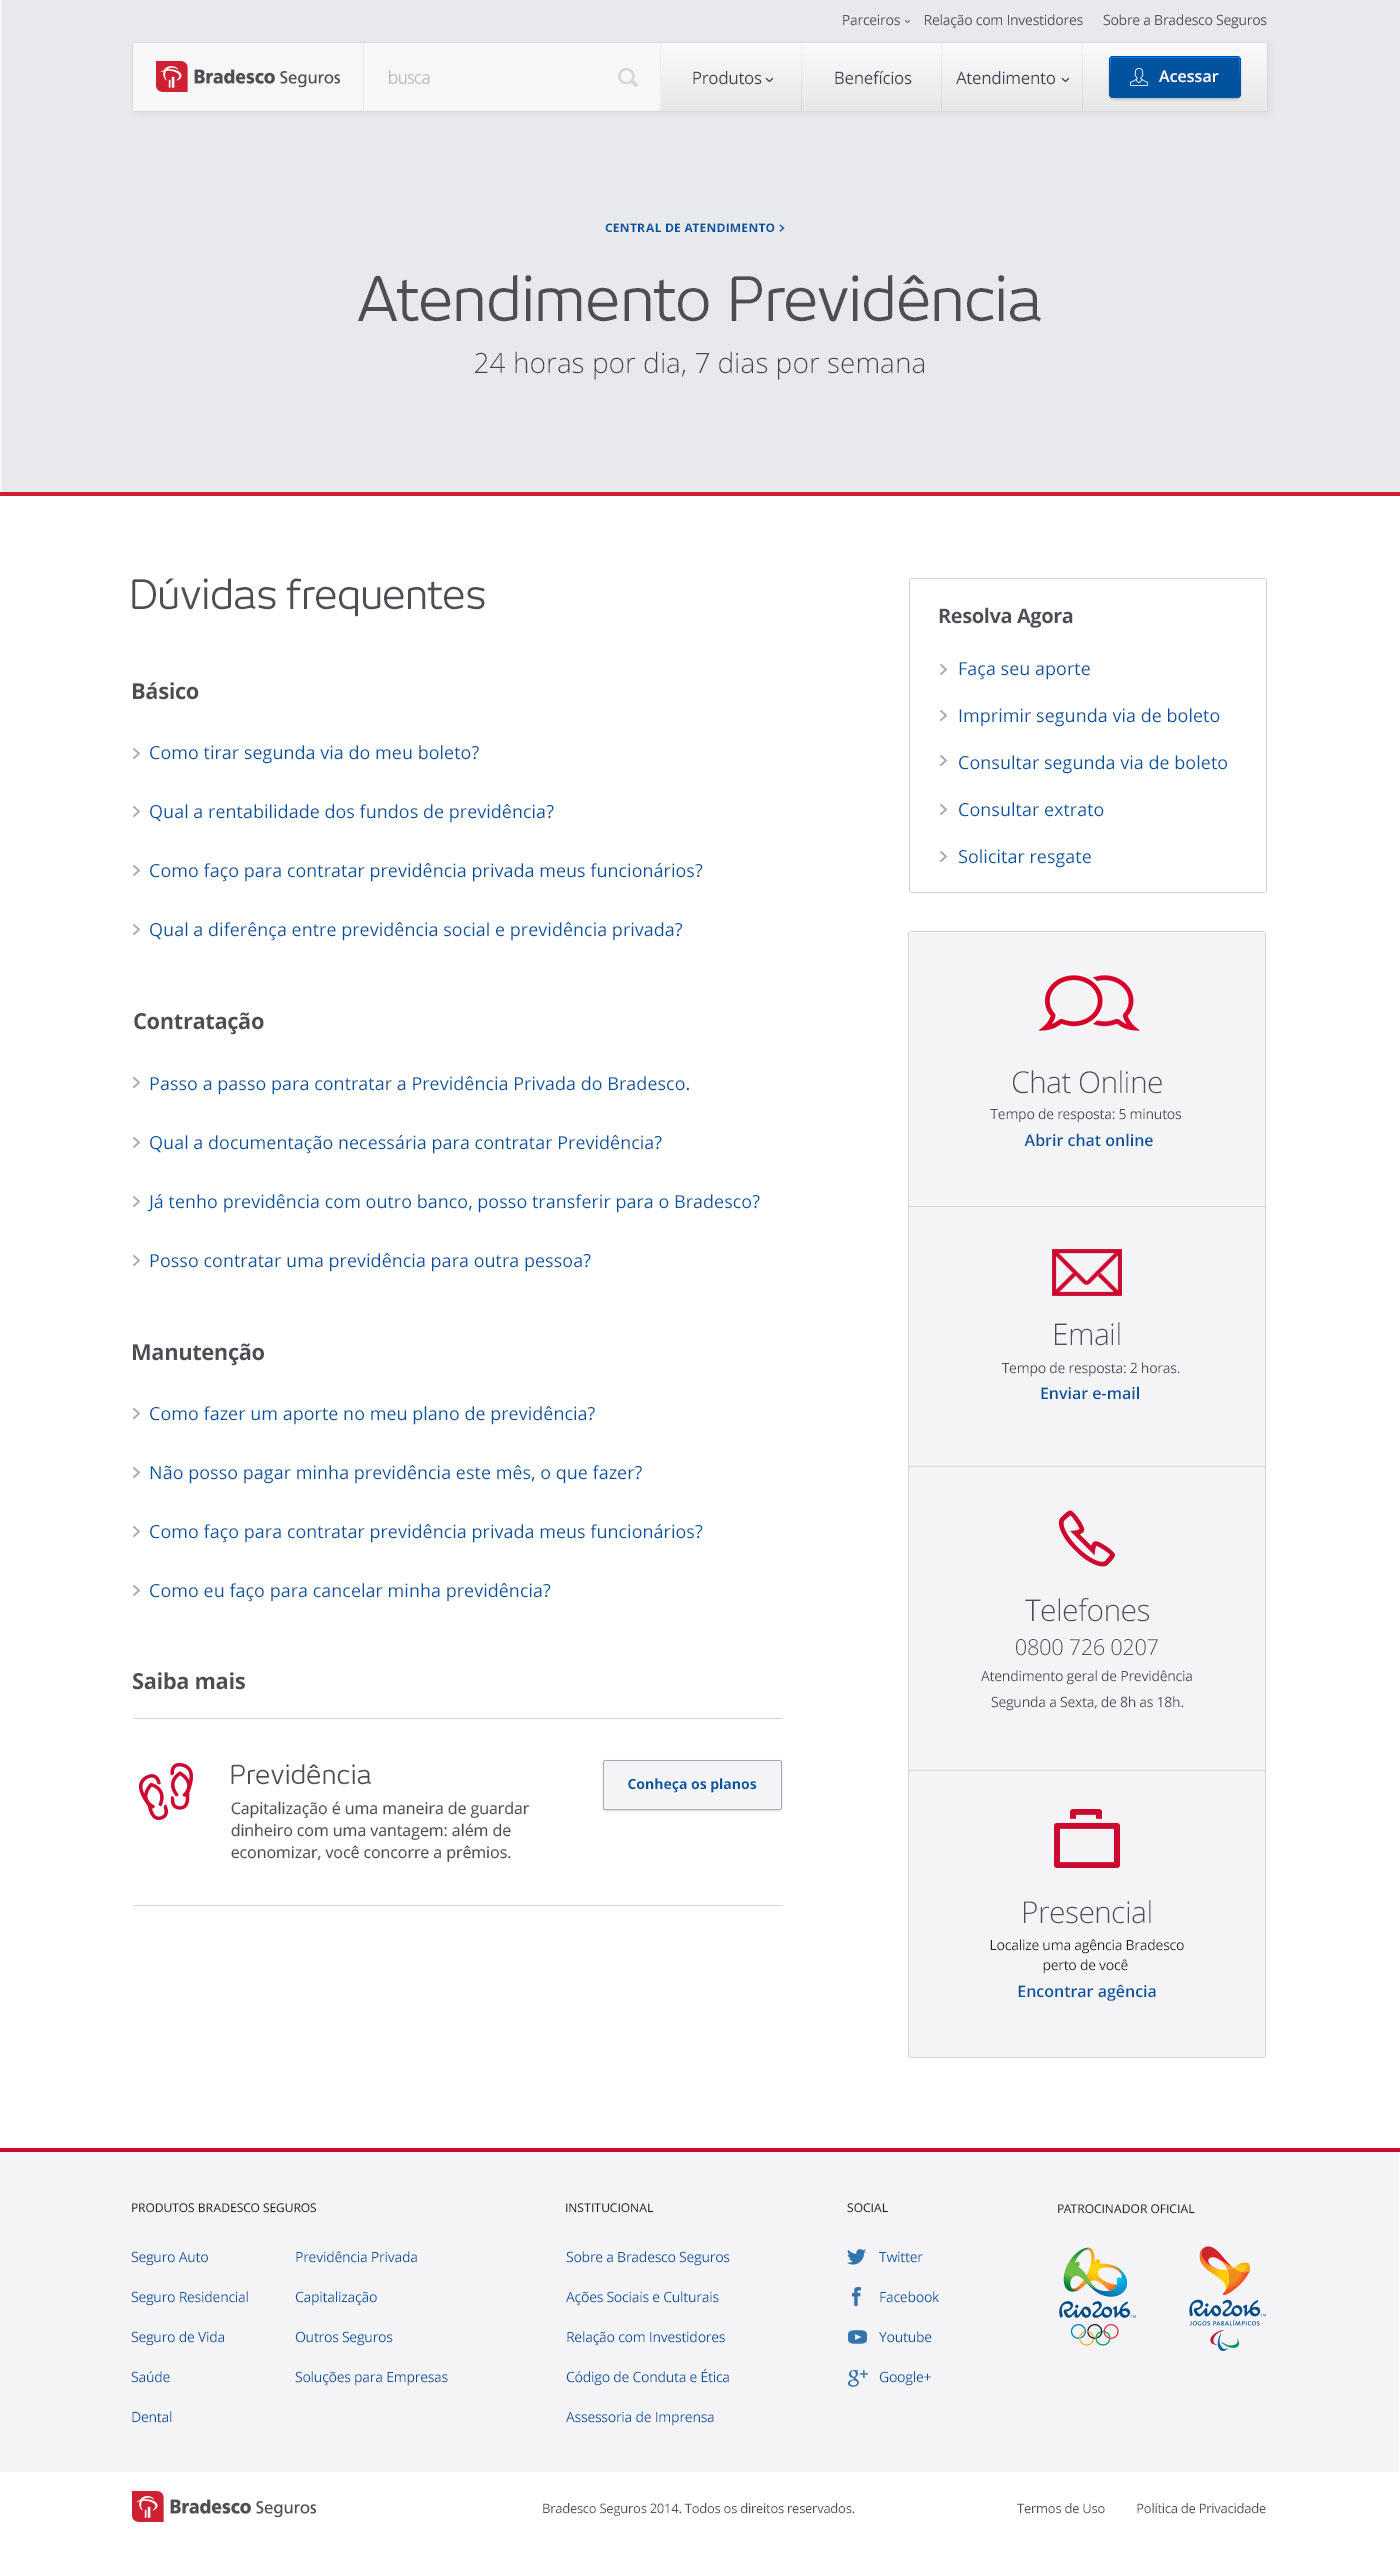 Parceiros
Relação com Investidores
Sobre a Bradesco Seguros
Bradesco Seguros
busca
Produtos
Benefícios
Atendimento
Acessar
CENTRAL DE ATENDIMENTO >
Atendimento Previdência
24 horas por dia, 7 dias por semana
Dúvidas frequentes
Básico
Como tirar segunda via do meu boleto?
Qual a rentabilidade dos fundos de previdência?
Como faço para contratar previdência privada meus funcionários?
Qual a diferênça entre previdência social e previdência privada?
Contratação
Passo a passo para contratar a Previdência Privada do Bradesco.
Qual a documentação necessária para contratar Previdência?
Já tenho previdência com outro banco, posso transferir para o Bradesco?
Posso contratar uma previdência para outra pessoa?
Manutenção
Como fazer um aporte no meu plano de previdência?
Não posso pagar minha previdência este mês, o que fazer?
Como faço para contratar previdência privada meus funcionários?
Como eu faço para cancelar minha previdência?
Saiba mais
Previdência
Capitalização é uma maneira de guardar
dinheiro com uma vantagem: além de
economizar, você concorre a prêmios.
Conheça os planos
Resolva Agora
Faça seu aporte
Imprimir segunda via de boleto
Consultar segunda via de boleto
Consultar extrato
Solicitar resgate
Chat Online
Tempo de resposta: 5 minutos
Abrir chat online
Email
Tempo de resposta: 2 horas.
Enviar e-mail
Telefones
0800 726 0207
Atendimento geral de Previdência
Segunda a Sexta, de 8h as 18h.
Presencial
Localize uma agência Bradesco
perto de você
Encontrar agência
PRODUTOS BRADESCO SEGUROS
Seguro Auto
Seguro Residencial
Seguro de Vida
Saúde
Dental
Previdência Privada
Capitalização
Outros Seguros
Soluções para Empresas
INSTITUCIONAL
Sobre a Bradesco Seguros
Ações Sociais e Culturais
Relação com Investidores
Código de Conduta e Ética
Assessoria de Imprensa
SOCIAL
Twitter
Facebook
Youtube
Google+
PATROCINADOR OFICIAL
Rio2016™
Rio2016™
JOGOS PARALÍMPICOS
Bradesco Seguros
Bradesco Seguros 2014. Todos os direitos reservados.
Termos de Uso
Política de Privacidade